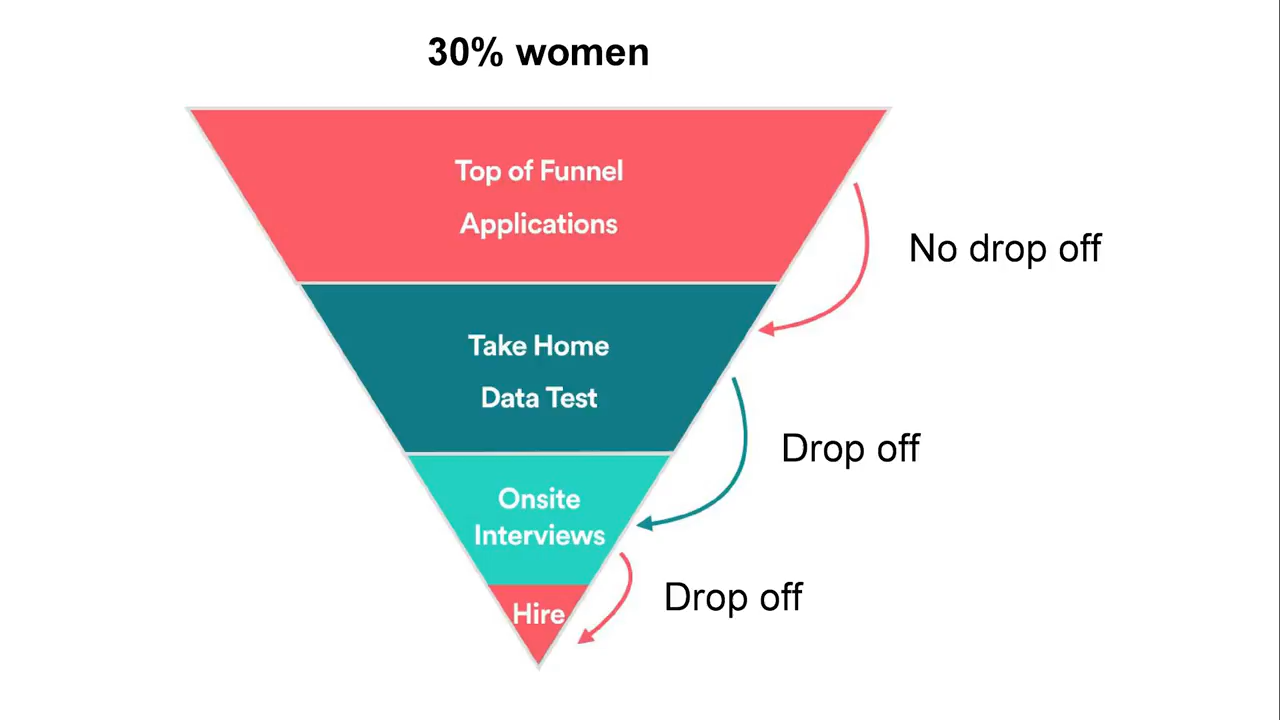 30% women
Top of Funnel
Applications
No drop off
Take Home
Data Test
Drop off
Onsite
Interviews
Drop off
Hire